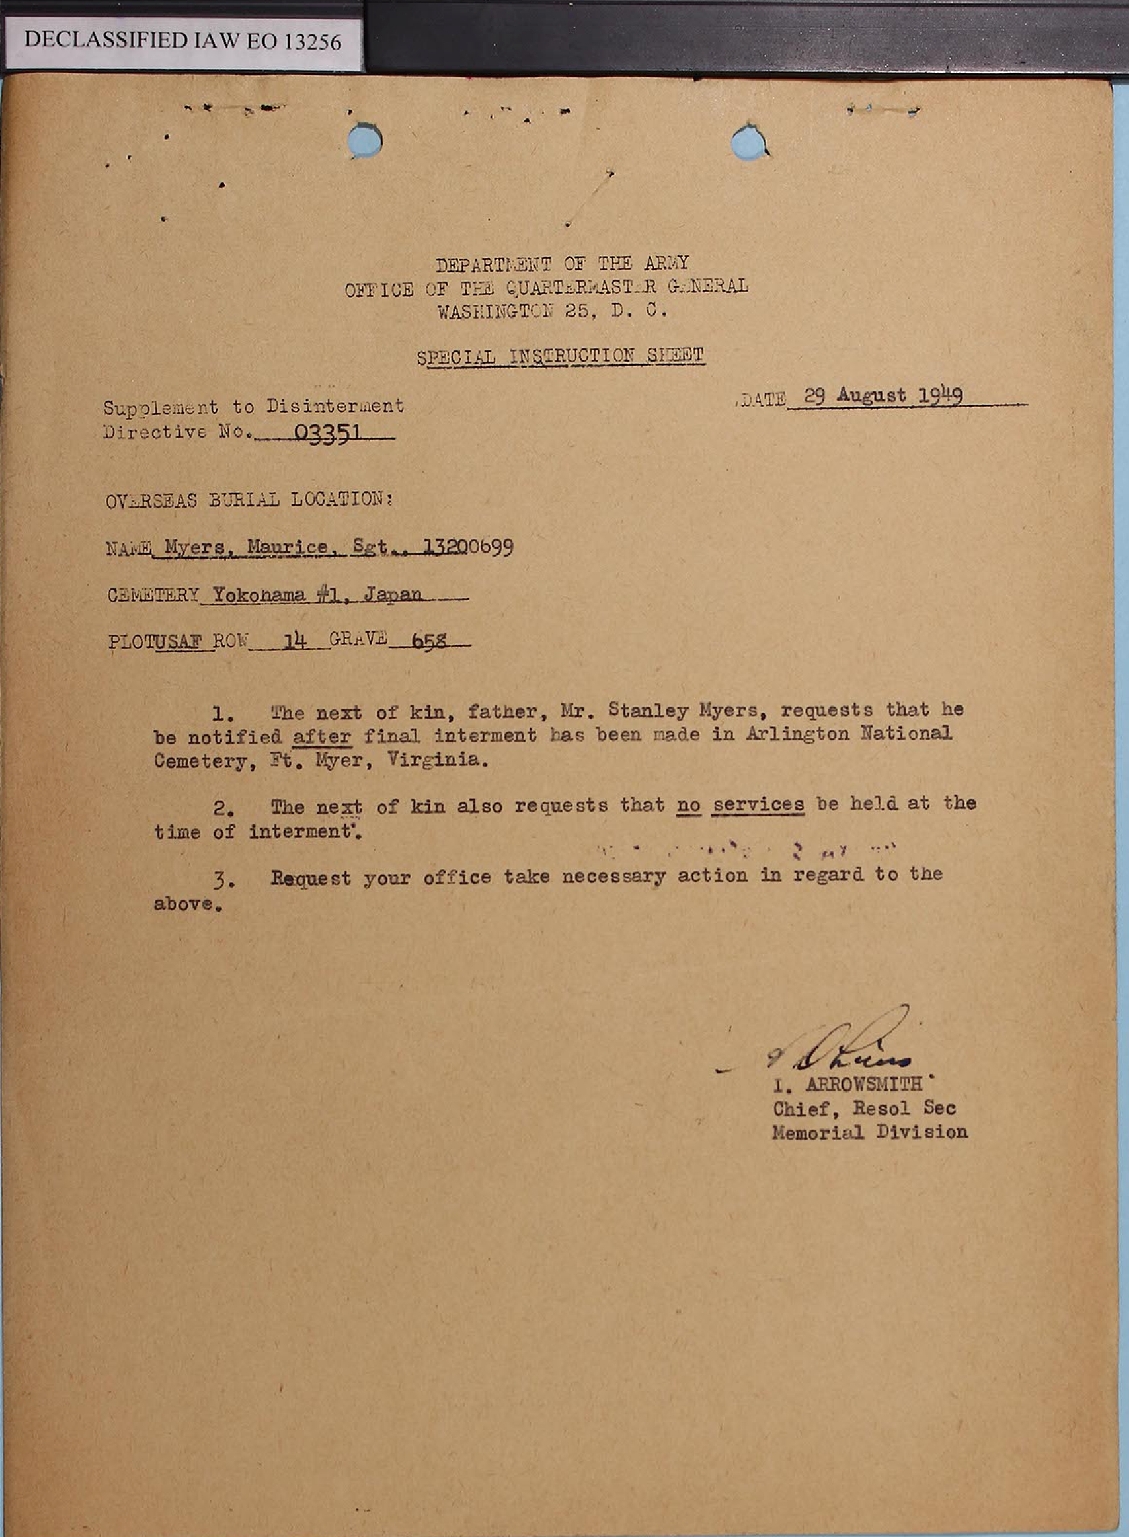 DECLASSIFIED IAW EO 13256
DEPARTMENT OF THE ARMY
OFFICE OF THE QUARTERMASTER GENERAL
WASHINGTON 25, D. C.
SPECIAL INSTRUCTION SHEET
DATE 29 August 1949
Supplement to Disinterment
Directive No. 03351
OVERSEAS BURIAL LOCATION:
NAME Myers, Maurice, Sgt., 13200699
CEMETERY Yokohama #1, Japan
PLOT USAF ROW 14 GRAVE 658
1. The next of kin, father, Mr. Stanley Myers, requests that he
be notified after final interment has been made in Arlington National
Cemetery, Ft. Myer, Virginia.
2. The next of kin also requests that no services be held at the
time of interment.
3. Request your office take necessary action in regard to the
above.
I. ARROWSMITH
Chief, Resol Sec
Memorial Division